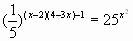 (1/5)^{(x−2)(4−3x)−1} = 25^{x^2}